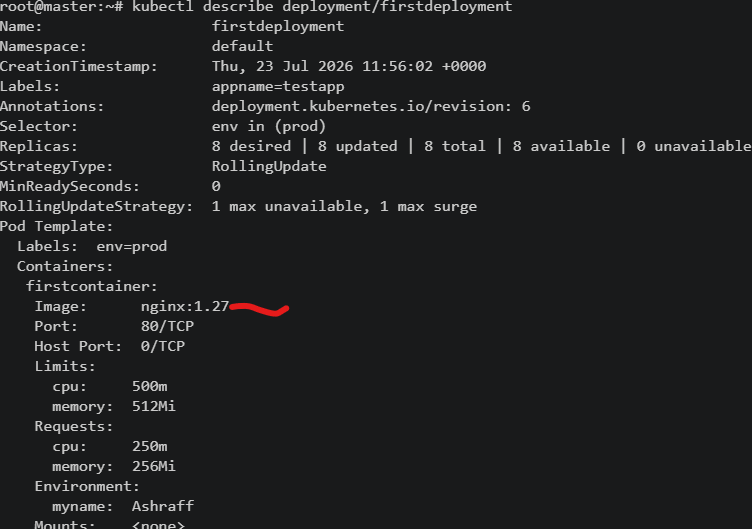 root@master:~# kubectl describe deployment/firstdeployment
Name:                   firstdeployment
Namespace:              default
CreationTimestamp:      Thu, 23 Jul 2026 11:56:02 +0000
Labels:                 appname=testapp
Annotations:            deployment.kubernetes.io/revision: 6
Selector:               env in (prod)
Replicas:               8 desired | 8 updated | 8 total | 8 available | 0 unavailable
StrategyType:           RollingUpdate
MinReadySeconds:        0
RollingUpdateStrategy:  1 max unavailable, 1 max surge
Pod Template:
  Labels:  env=prod
  Containers:
   firstcontainer:
    Image:      nginx:1.27
    Port:       80/TCP
    Host Port:  0/TCP
    Limits:
      cpu:     500m
      memory:  512Mi
    Requests:
      cpu:     250m
      memory:  256Mi
    Environment:
      myname:  Ashraff
    Mounts:    <none>